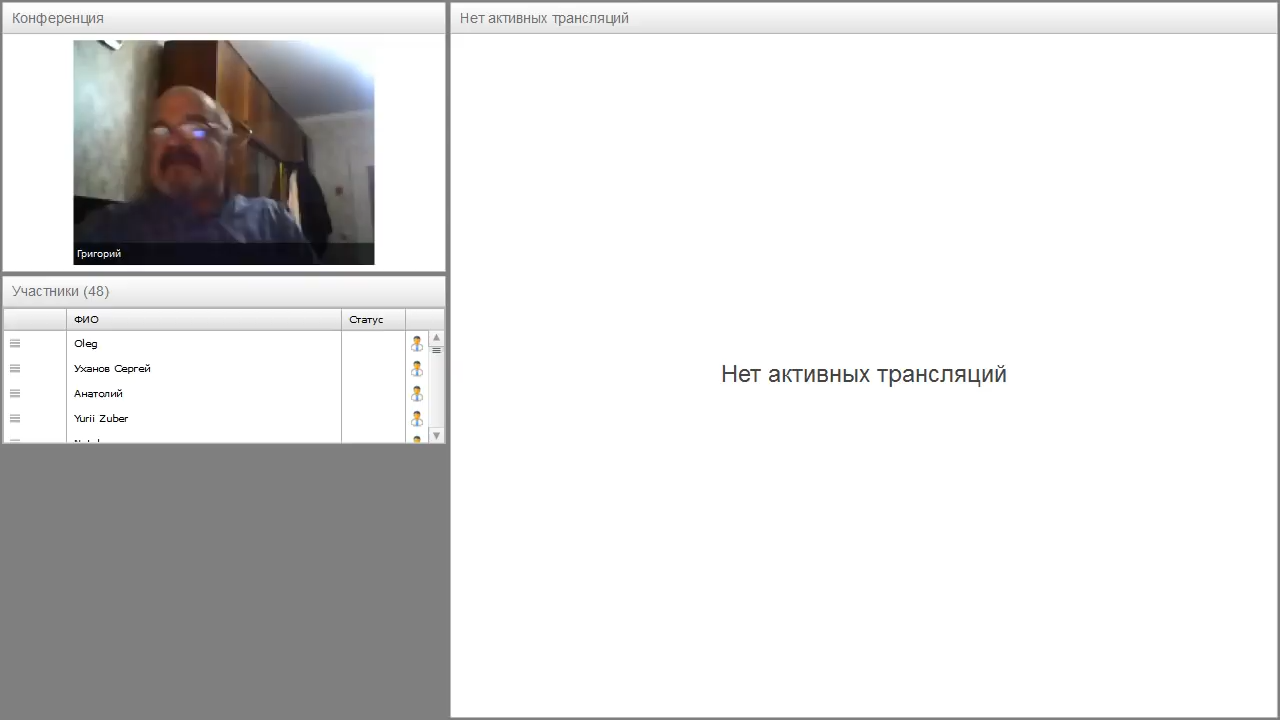 Конференция
Григорий
Участники (48)
ФИО Статус
Oleg
Уханов Сергей
Анатолий
Yurii Zuber
Нет активных трансляций
Нет активных трансляций